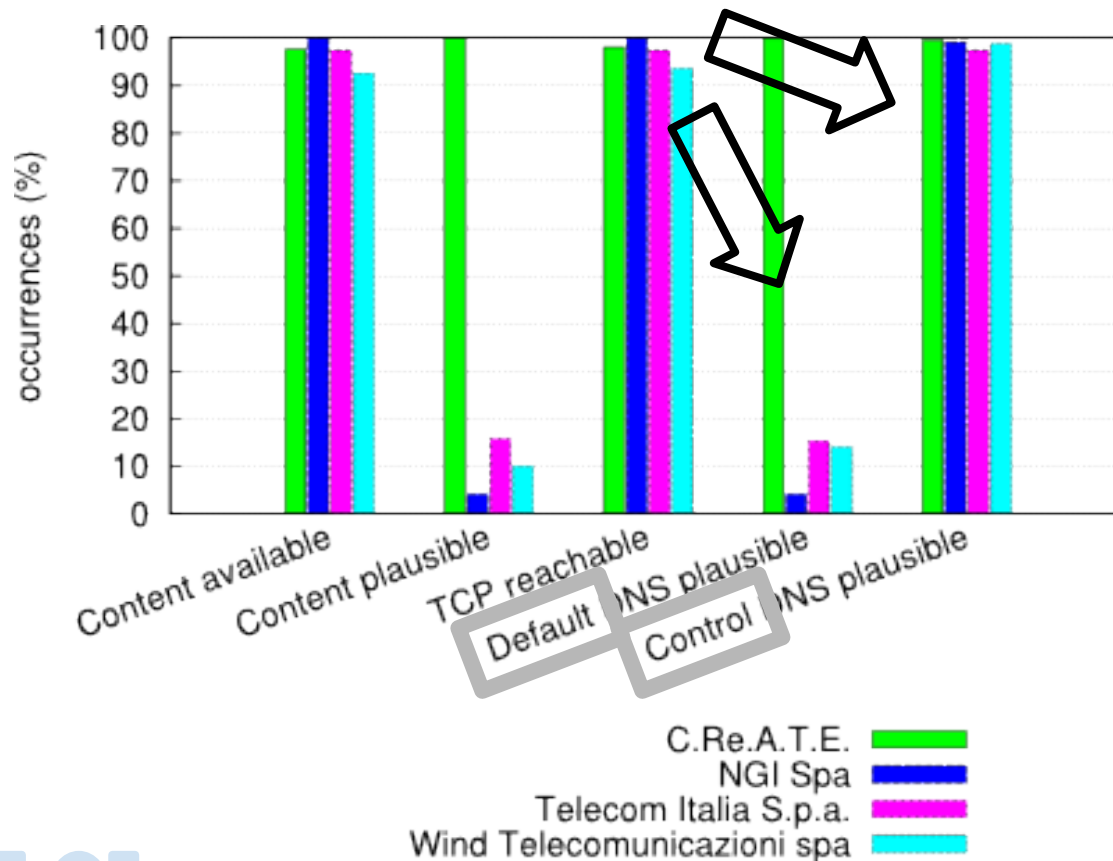 occurrences (%)
100
90
80
70
60
50
40
30
20
10
0
Content available
Content plausible
TCP reachable
Default DNS plausible
Control DNS plausible
C.Re.A.T.E.
NGI Spa
Telecom Italia S.p.a.
Wind Telecomunicazioni spa